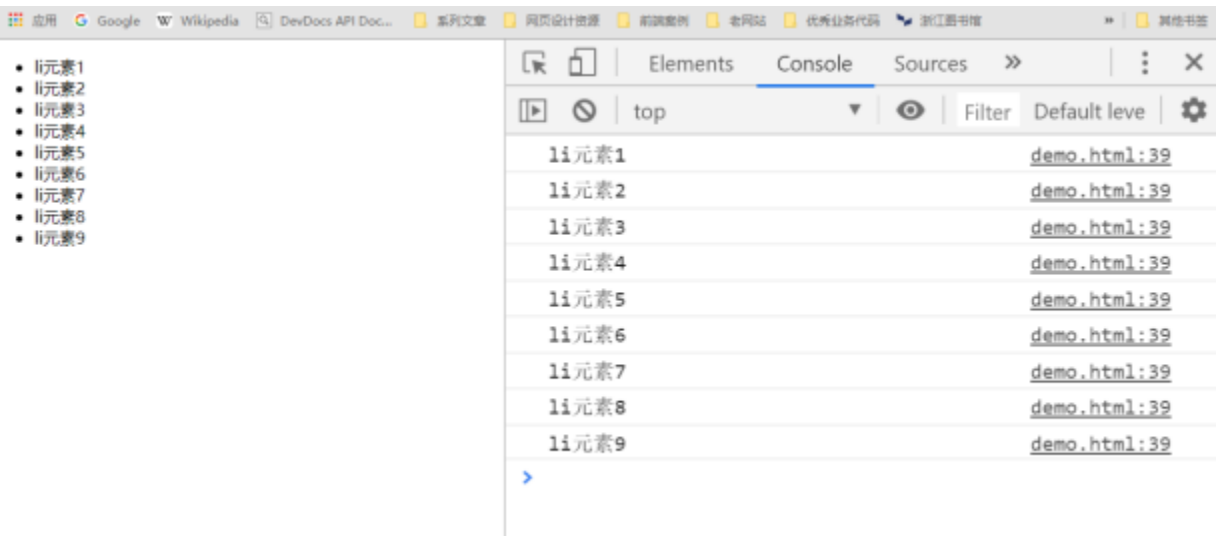 应用 Google W Wikipedia DevDocs API Doc... 系列文章 网页设计资源 前端案例 老网站 优秀业务代码 浙江图书馆 » 其他书签
li元素1
li元素2
li元素3
li元素4
li元素5
li元素6
li元素7
li元素8
li元素9
Elements Console Sources »
top Filter Default leve
li元素1 demo.html:39
li元素2 demo.html:39
li元素3 demo.html:39
li元素4 demo.html:39
li元素5 demo.html:39
li元素6 demo.html:39
li元素7 demo.html:39
li元素8 demo.html:39
li元素9 demo.html:39